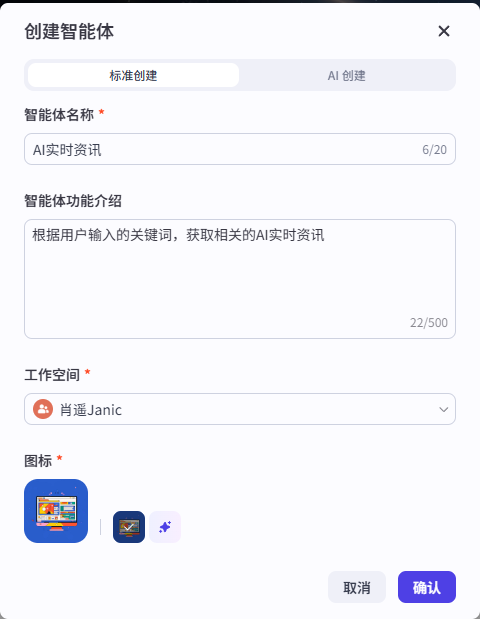 创建智能体
标准创建
AI 创建
智能体名称 *
AI实时资讯
6/20
智能体功能介绍
根据用户输入的关键词，获取相关的AI实时资讯
22/500
工作空间 *
肖遥Janic
图标 *
取消
确认